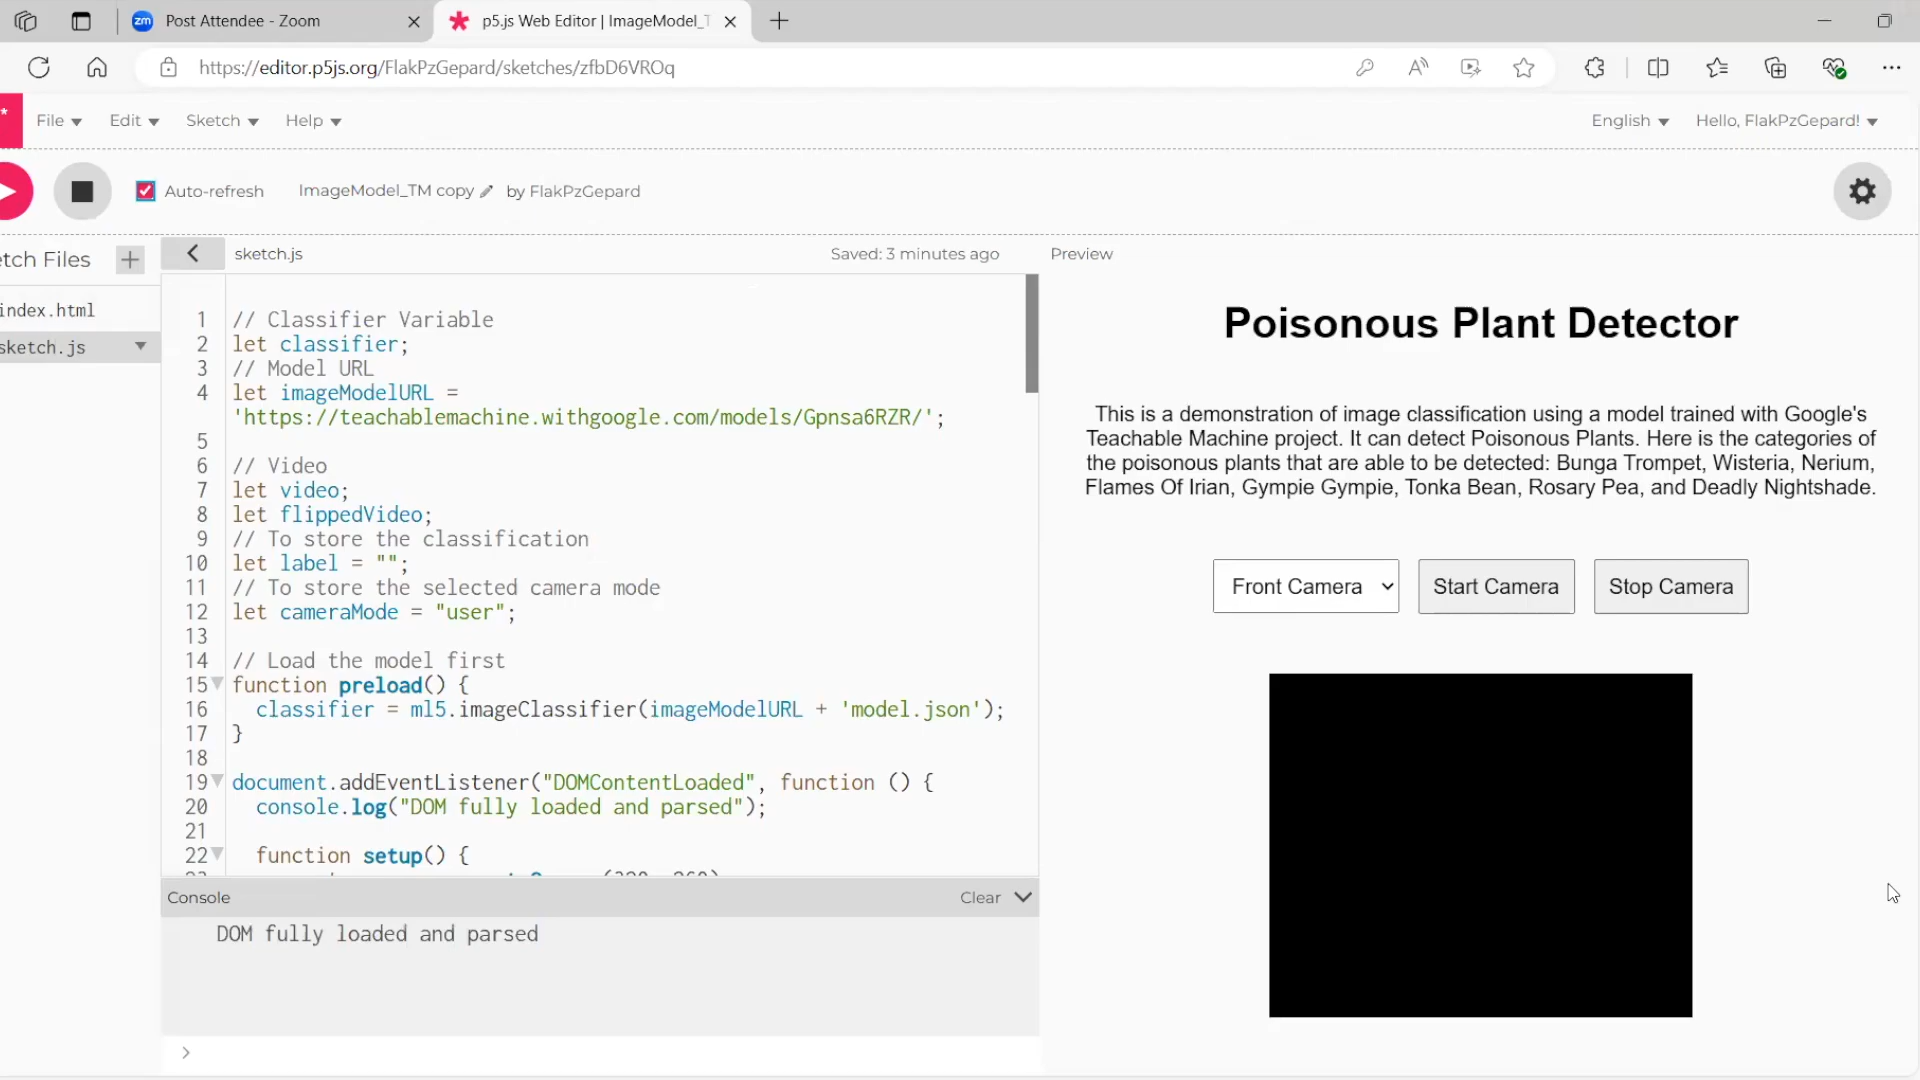 Post Attendee - Zoom
p5.js Web Editor | ImageModel_T
https://editor.p5js.org/FlakPzGepard/sketches/zfbD6VROq
File
Edit
Sketch
Help
English
Hello, FlakPzGepard!
Auto-refresh
ImageModel_TM copy
by FlakPzGepard
etch Files
index.html
sketch.js
sketch.js
Saved: 3 minutes ago
Preview
1 // Classifier Variable
2 let classifier;
3 // Model URL
4 let imageModelURL =
'https://teachablemachine.withgoogle.com/models/Gpnsa6RZR/';
5
6 // Video
7 let video;
8 let flippedVideo;
9 // To store the classification
10 let label = "";
11 // To store the selected camera mode
12 let cameraMode = "user";
13
14 // Load the model first
15 function preload() {
16 classifier = ml5.imageClassifier(imageModelURL + 'model.json');
17 }
18
19 document.addEventListener("DOMContentLoaded", function () {
20 console.log("DOM fully loaded and parsed");
21
22 function setup() {
Console
Clear
DOM fully loaded and parsed
Poisonous Plant Detector
This is a demonstration of image classification using a model trained with Google's
Teachable Machine project. It can detect Poisonous Plants. Here is the categories of
the poisonous plants that are able to be detected: Bunga Trompet, Wisteria, Nerium,
Flames Of Irian, Gympie Gympie, Tonka Bean, Rosary Pea, and Deadly Nightshade.
Front Camera
Start Camera
Stop Camera